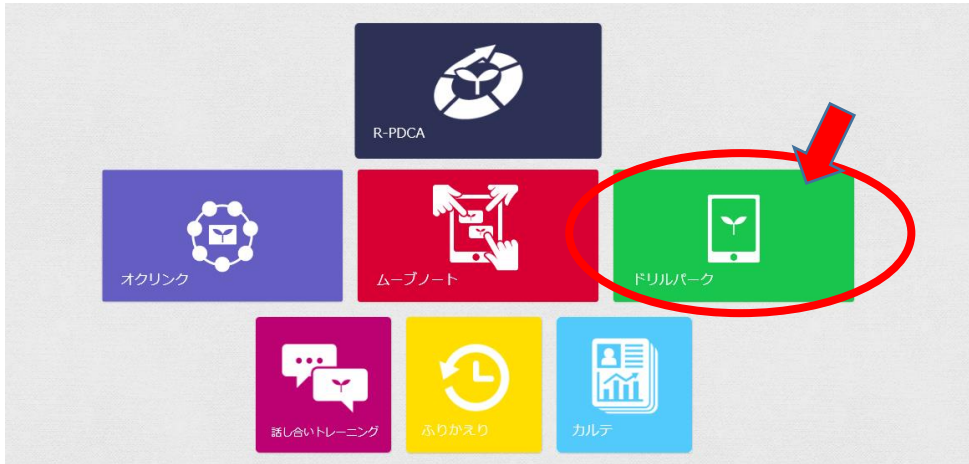 R-PDCA
オクリンク
ムーブノート
ドリルパーク
話し合いトレーニング
ふりかえり
カルテ